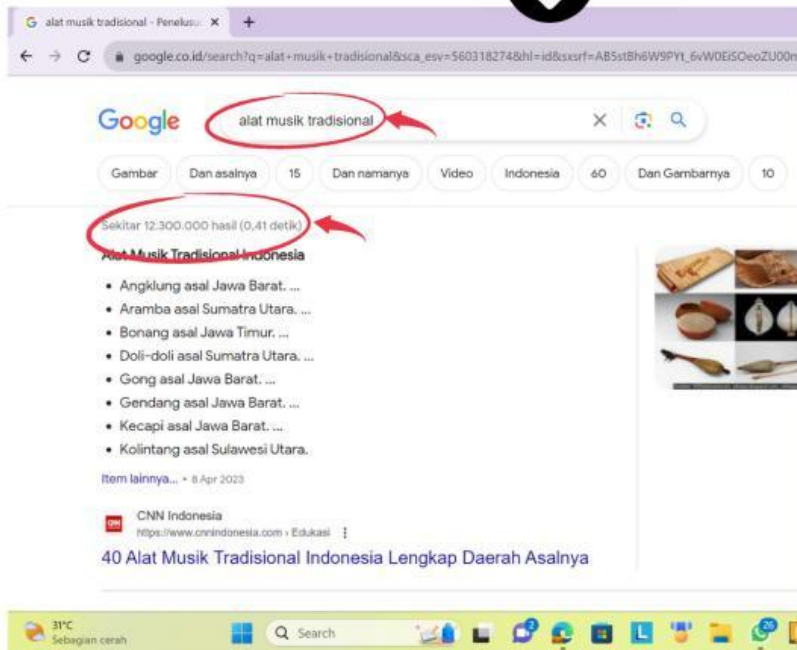 alat musik tradisional - Penelusu
google.co.id/search?q=alat+musik+tradisional&sca_esv=560318274&hl=id&sxsrf=AB5stBh6W9PYt_6vW0EiSOeoZU00m
Google
alat musik tradisional
Gambar Dan asalnya 15 Dan namanya Video Indonesia 60 Dan Gambarnya 10
Sekitar 12.300.000 hasil (0,41 detik)
Alat Musik Tradisional Indonesia
• Angklung asal Jawa Barat. ...
• Aramba asal Sumatra Utara. ...
• Bonang asal Jawa Timur. ...
• Doli-doli asal Sumatra Utara. ...
• Gong asal Jawa Barat. ...
• Gendang asal Jawa Barat. ...
• Kecapi asal Jawa Barat. ...
• Kolintang asal Sulawesi Utara.
Item lainnya... • 8 Apr 2023
CNN Indonesia
https://www.cnnindonesia.com › Edukasi
40 Alat Musik Tradisional Indonesia Lengkap Daerah Asalnya
31°C
Sebagian cerah
Search
2
L
26